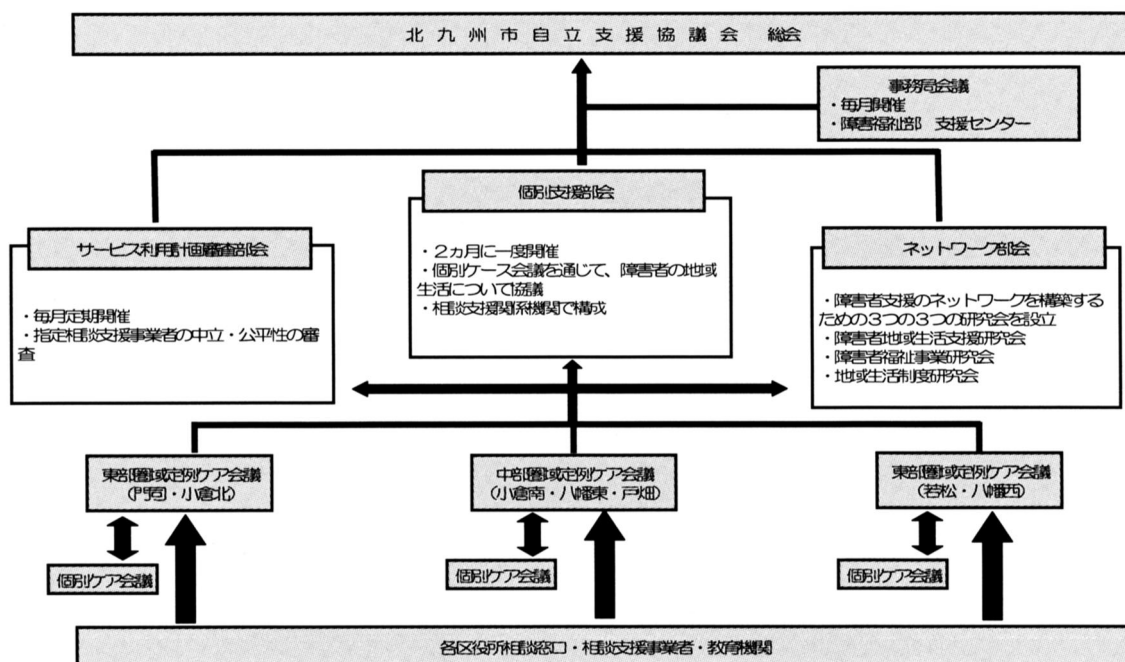 北九州市自立支援協議会 総会
事務局会議
・毎月開催
・障害福祉部 支援センター
個別支援部会
・2ヵ月に一度開催
・個別ケース会議を通じて、障害者の地域
生活について協議
・相談支援関係機関で構成
サービス利用計画審査部会
・毎月定期開催
・指定相談支援事業者の中立・公平性の審
査
ネットワーク部会
・障害者支援のネットワークを構築する
ための3つの3つの研究会を設立
・障害者地域生活支援研究会
・障害者福祉事業研究会
・地域生活制度研究会
東部圏域定例ケア会議
(門司・小倉北)
中部圏域定例ケア会議
(小倉南・八幡東・戸畑)
東部圏域定例ケア会議
(若松・八幡西)
個別ケア会議
個別ケア会議
個別ケア会議
各区役所相談窓口・相談支援事業者・教育機関